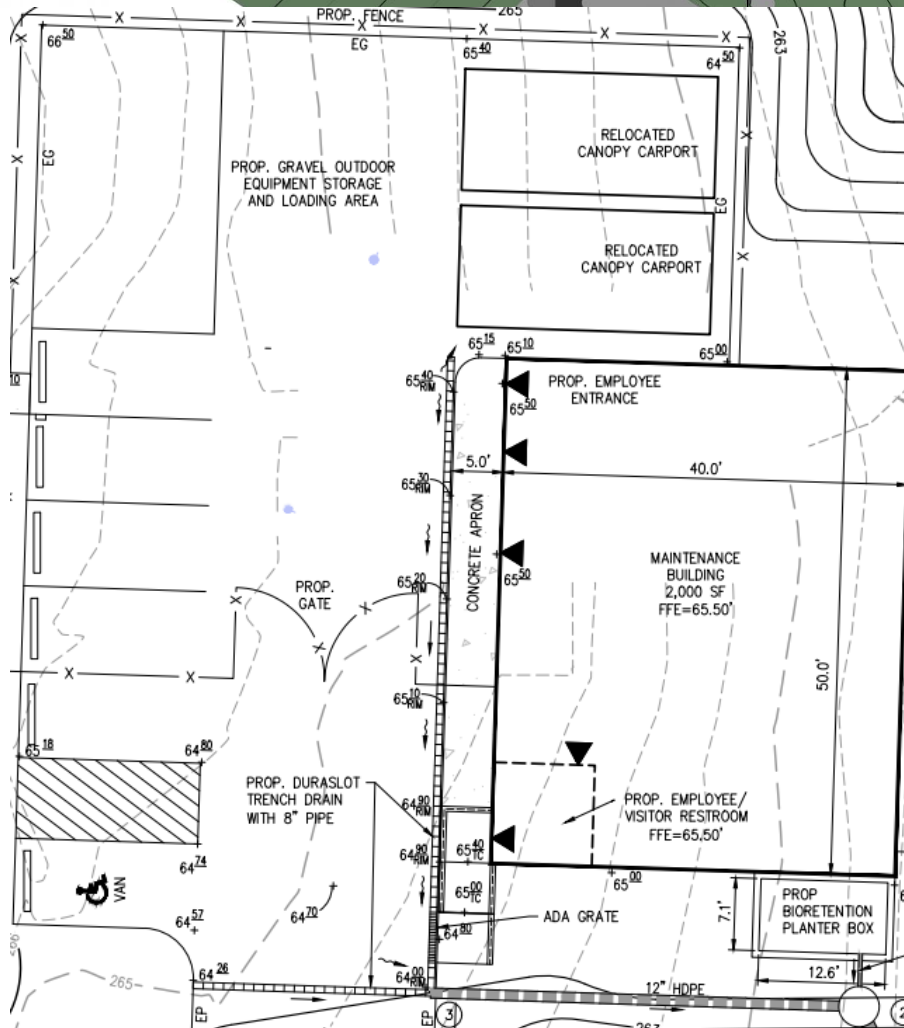 PROP. FENCE
265
66 50
EG
65 40
64 50
263
EG
RELOCATED
CANOPY CARPORT
PROP. GRAVEL OUTDOOR
EQUIPMENT STORAGE
AND LOADING AREA
EG
RELOCATED
CANOPY CARPORT
65 15
65 10
65 00
10
65 40
RIM
PROP. EMPLOYEE
ENTRANCE
65 50
5.0'
40.0'
65 30
RIM
CONCRETE APRON
65 50
MAINTENANCE
BUILDING
2,000 SF
FFE=65.50'
65 20
RIM
PROP.
GATE
50.0'
65 10
RIM
65 18
64 80
PROP. DURASLOT
TRENCH DRAIN
WITH 8" PIPE
64 90
RIM
PROP. EMPLOYEE/
VISITOR RESTROOM
FFE=65.50'
64 90
RIM
65 40
TC
64 74
65 00
VAN
65 00
TC
64 70
ADA GRATE
7.1'
PROP
BIORETENTION
PLANTER BOX
64 57
64 80
266
265
64 26
64 00
RIM
12.6'
12" HDPE
EP
EP
3
2
263